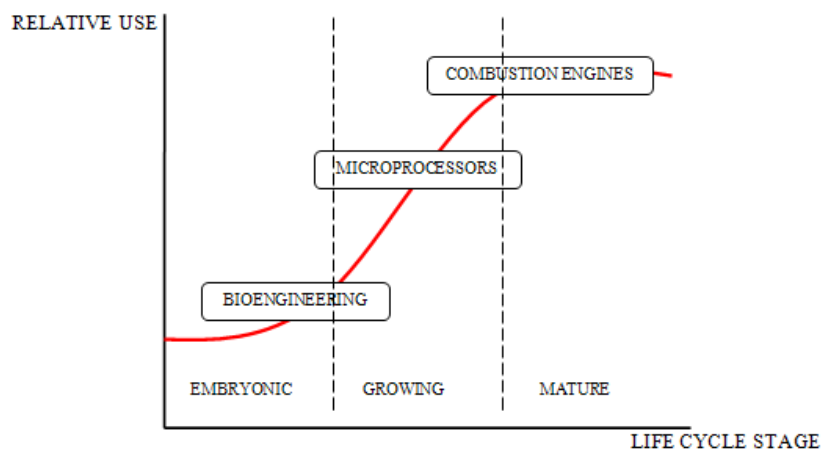 RELATIVE USE
COMBUSTION ENGINES
MICROPROCESSORS
BIOENGINEERING
EMBRYONIC GROWING MATURE
LIFE CYCLE STAGE